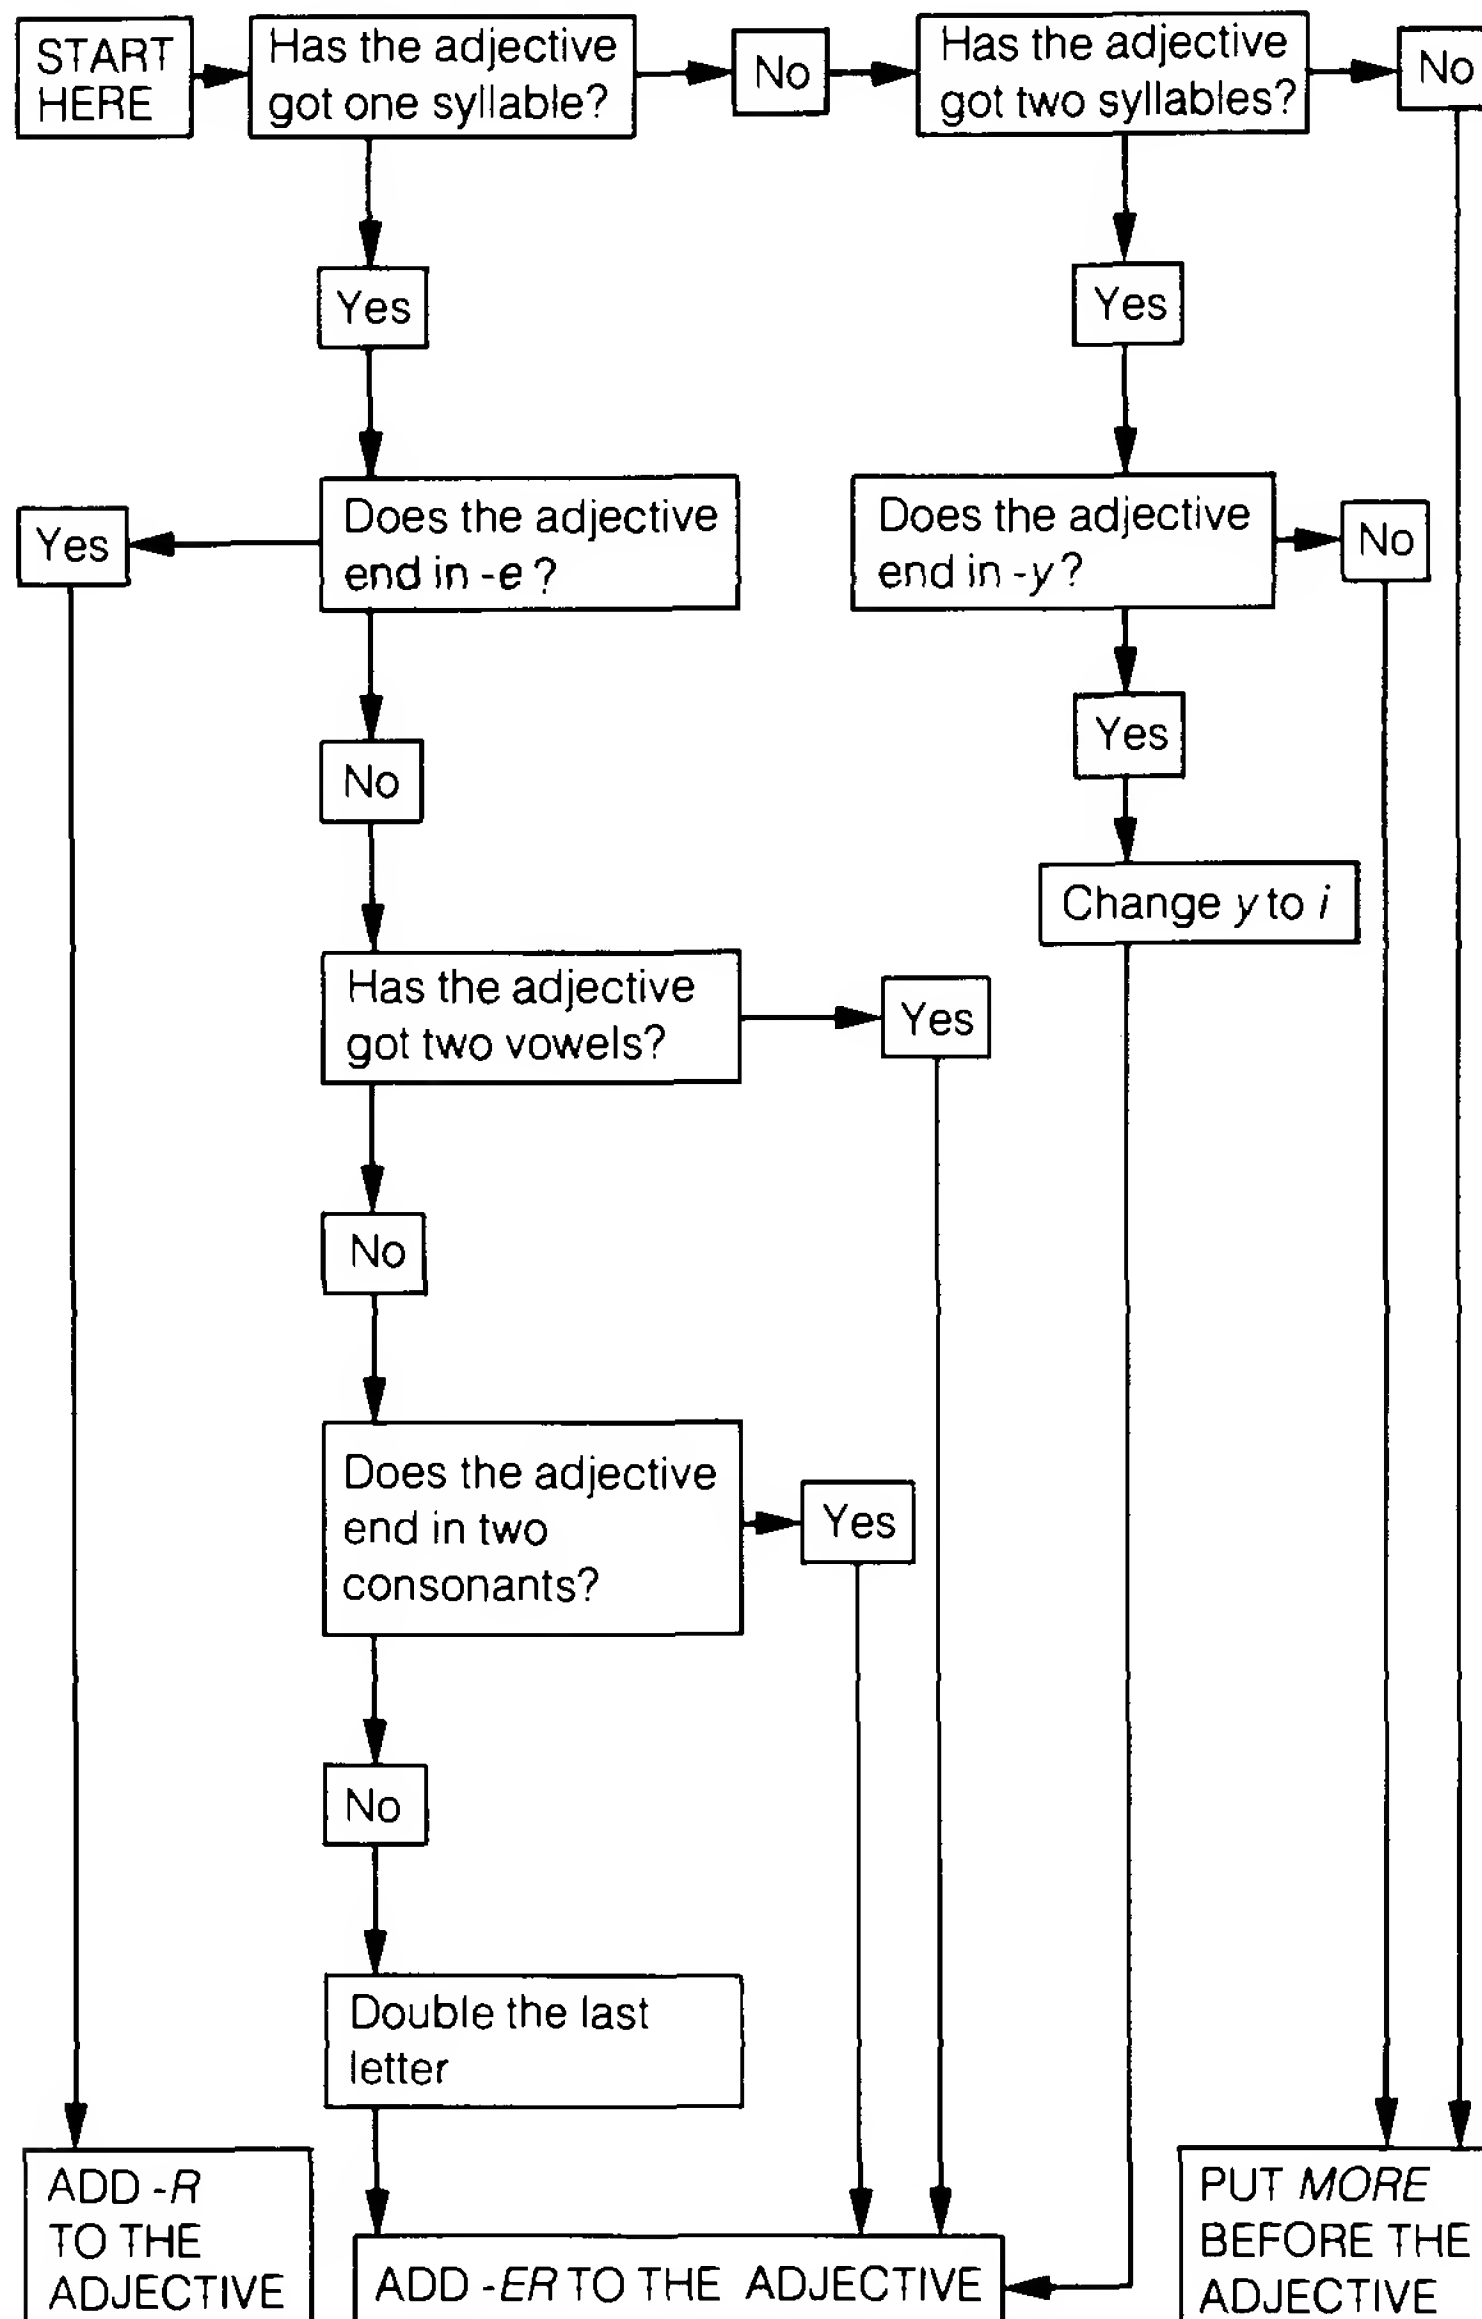 START
HERE
Has the adjective
got one syllable?
No
Has the adjective
got two syllables?
No
Yes
Yes
Yes
Does the adjective
end in -e?
Does the adjective
end in -y?
No
No
Yes
Change y to i
Has the adjective
got two vowels?
Yes
No
Does the adjective
end in two
consonants?
Yes
No
Double the last
letter
ADD -R
TO THE
ADJECTIVE
ADD -ER TO THE ADJECTIVE
PUT MORE
BEFORE THE
ADJECTIVE